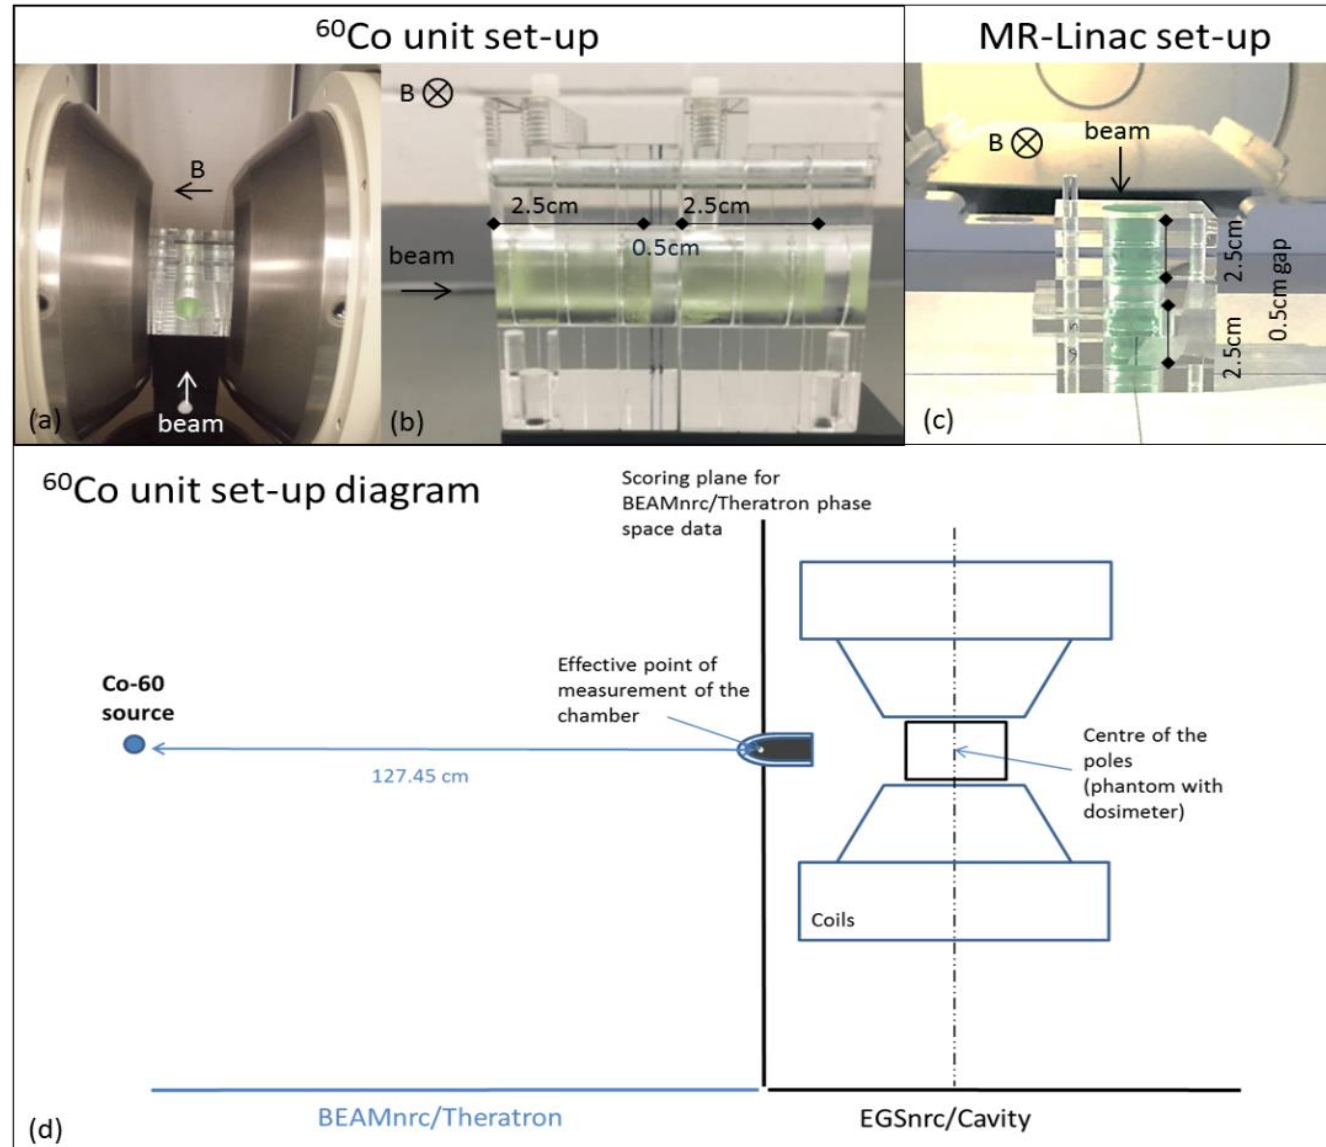 ⁶⁰Co unit set-up
MR-Linac set-up
B
beam
(a)
B
2.5cm
2.5cm
0.5cm
beam
(b)
B
beam
2.5cm
0.5cm gap
2.5cm
(c)
⁶⁰Co unit set-up diagram
Scoring plane for
BEAMnrc/Theratron phase
space data
Effective point of
measurement of the
chamber
Co-60
source
127.45 cm
Centre of the
poles
(phantom with
dosimeter)
Coils
BEAMnrc/Theratron
EGSnrc/Cavity
(d)